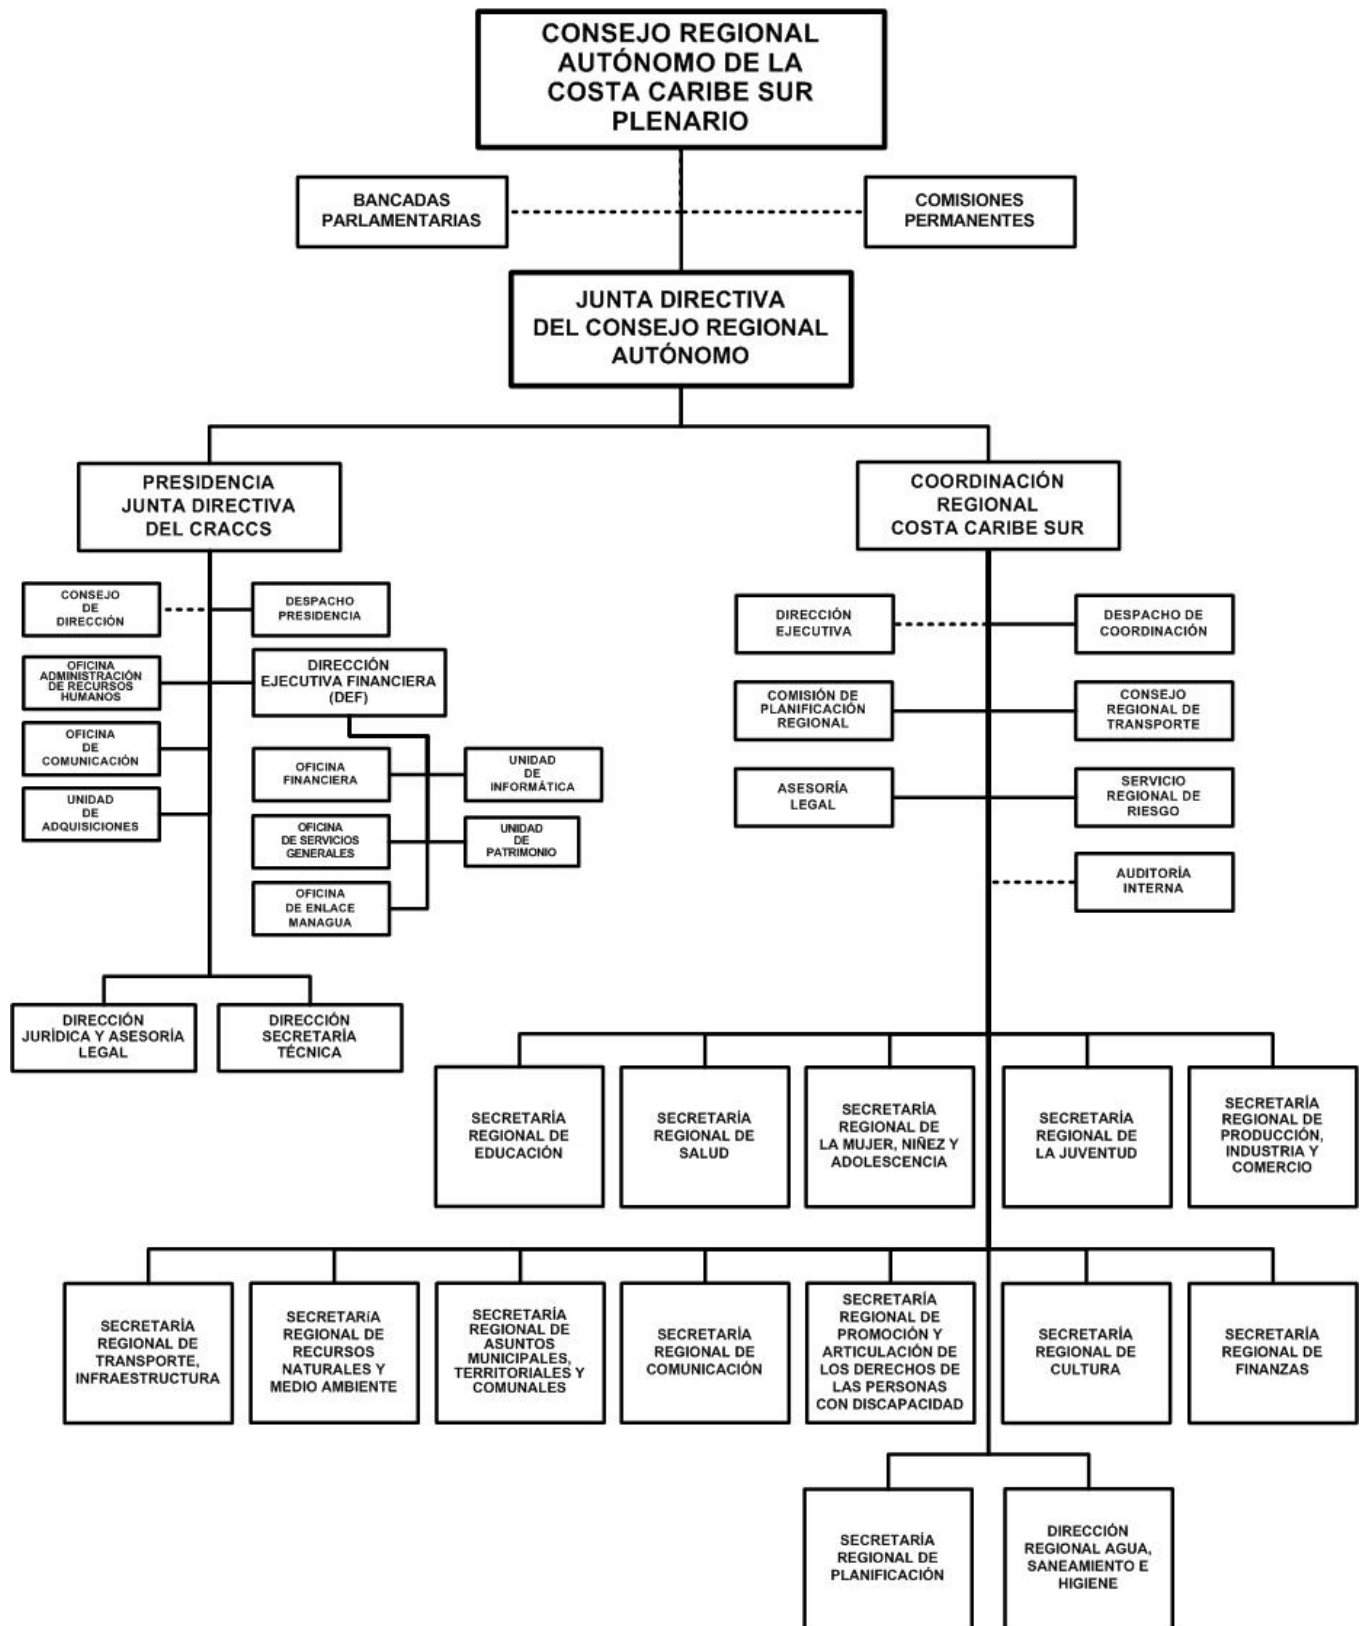 CONSEJO REGIONAL
AUTÓNOMO DE LA
COSTA CARIBE SUR
PLENARIO
BANCADAS
PARLAMENTARIAS
COMISIONES
PERMANENTES
JUNTA DIRECTIVA
DEL CONSEJO REGIONAL
AUTÓNOMO
PRESIDENCIA
JUNTA DIRECTIVA
DEL CRACCS
COORDINACIÓN
REGIONAL
COSTA CARIBE SUR
CONSEJO
DE
DIRECCIÓN
DESPACHO
PRESIDENCIA
OFICINA
ADMINISTRACIÓN
DE RECURSOS
HUMANOS
DIRECCIÓN
EJECUTIVA FINANCIERA
(DEF)
OFICINA
DE
COMUNICACIÓN
UNIDAD
DE
ADQUISICIONES
OFICINA
FINANCIERA
UNIDAD
DE
INFORMÁTICA
OFICINA
DE SERVICIOS
GENERALES
UNIDAD
DE
PATRIMONIO
OFICINA
DE ENLACE
MANAGUA
DIRECCIÓN
JURÍDICA Y ASESORÍA
LEGAL
DIRECCIÓN
SECRETARÍA
TÉCNICA
DIRECCIÓN
EJECUTIVA
DESPACHO DE
COORDINACIÓN
COMISIÓN DE
PLANIFICACIÓN
REGIONAL
CONSEJO
REGIONAL DE
TRANSPORTE
ASESORÍA
LEGAL
SERVICIO
REGIONAL DE
RIESGO
AUDITORÍA
INTERNA
SECRETARÍA
REGIONAL DE
EDUCACIÓN
SECRETARÍA
REGIONAL DE
SALUD
SECRETARÍA
REGIONAL DE
LA MUJER, NIÑEZ Y
ADOLESCENCIA
SECRETARÍA
REGIONAL DE
LA JUVENTUD
SECRETARÍA
REGIONAL DE
PRODUCCIÓN,
INDUSTRIA Y
COMERCIO
SECRETARÍA
REGIONAL DE
TRANSPORTE,
INFRAESTRUCTURA
SECRETARíA
REGIONAL DE
RECURSOS
NATURALES Y
MEDIO AMBIENTE
SECRETARÍA
REGIONAL DE
ASUNTOS
MUNICIPALES,
TERRITORIALES Y
COMUNALES
SECRETARÍA
REGIONAL DE
COMUNICACIÓN
SECRETARÍA
REGIONAL DE
PROMOCIÓN Y
ARTICULACIÓN DE
LOS DERECHOS DE
LAS PERSONAS
CON DISCAPACIDAD
SECRETARÍA
REGIONAL DE
CULTURA
SECRETARÍA
REGIONAL DE
FINANZAS
SECRETARÍA
REGIONAL DE
PLANIFICACIÓN
DIRECCIÓN
REGIONAL AGUA,
SANEAMIENTO E
HIGIENE